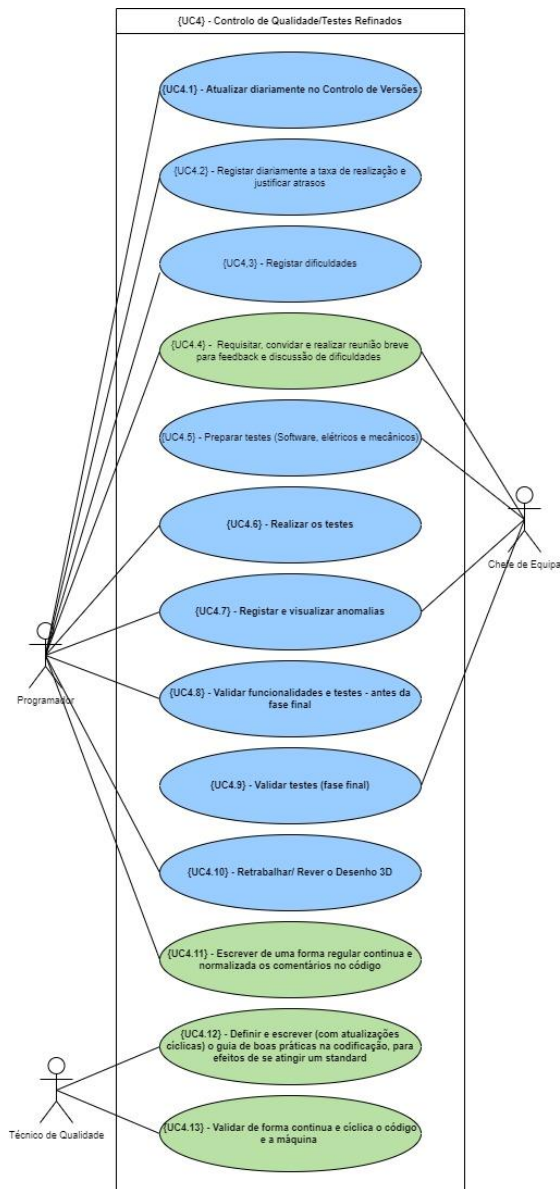 {UC4} - Controlo de Qualidade/Testes Refinados
{UC4.1} - Atualizar diariamente no Controlo de Versões
{UC4.2} - Registar diariamente a taxa de realização e
justificar atrasos
{UC4,3} - Registar dificuldades
{UC4.4} - Requisitar, convidar e realizar reunião breve
para feedback e discussão de dificuldades
{UC4.5} - Preparar testes (Software, elétricos e mecânicos)
{UC4.6} - Realizar os testes
Chefe de Equipa
{UC4.7} - Registar e visualizar anomalias
Programador
{UC4.8} - Validar funcionalidades e testes - antes da
fase final
{UC4.9} - Validar testes (fase final)
{UC4.10} - Retrabalhar/ Rever o Desenho 3D
{UC4.11} - Escrever de uma forma regular continua e
normalizada os comentários no código
{UC4.12} - Definir e escrever (com atualizações
cíclicas) o guia de boas práticas na codificação, para
efeitos de se atingir um standard
Técnico de Qualidade
{UC4.13} - Validar de forma continua e cíclica o código
e a máquina